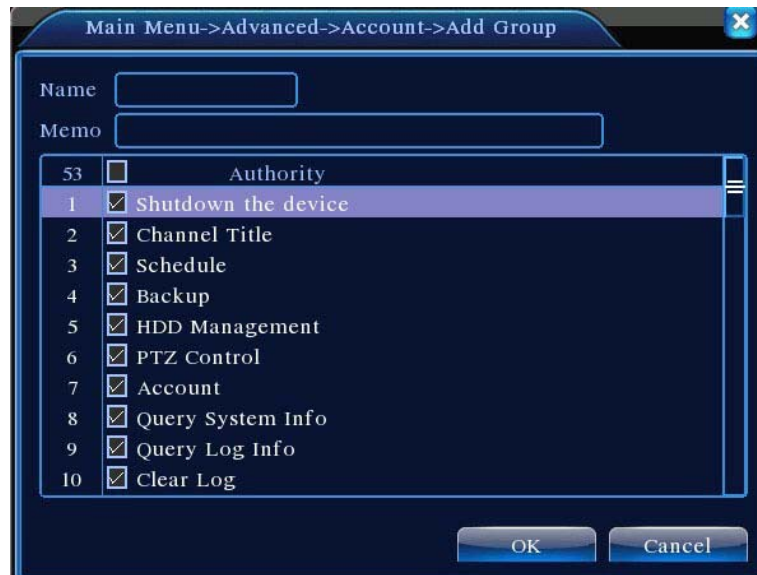 Main Menu->Advanced->Account->Add Group
Name
Memo
53 Authority
1 Shutdown the device
2 Channel Title
3 Schedule
4 Backup
5 HDD Management
6 PTZ Control
7 Account
8 Query System Info
9 Query Log Info
10 Clear Log
OK Cancel